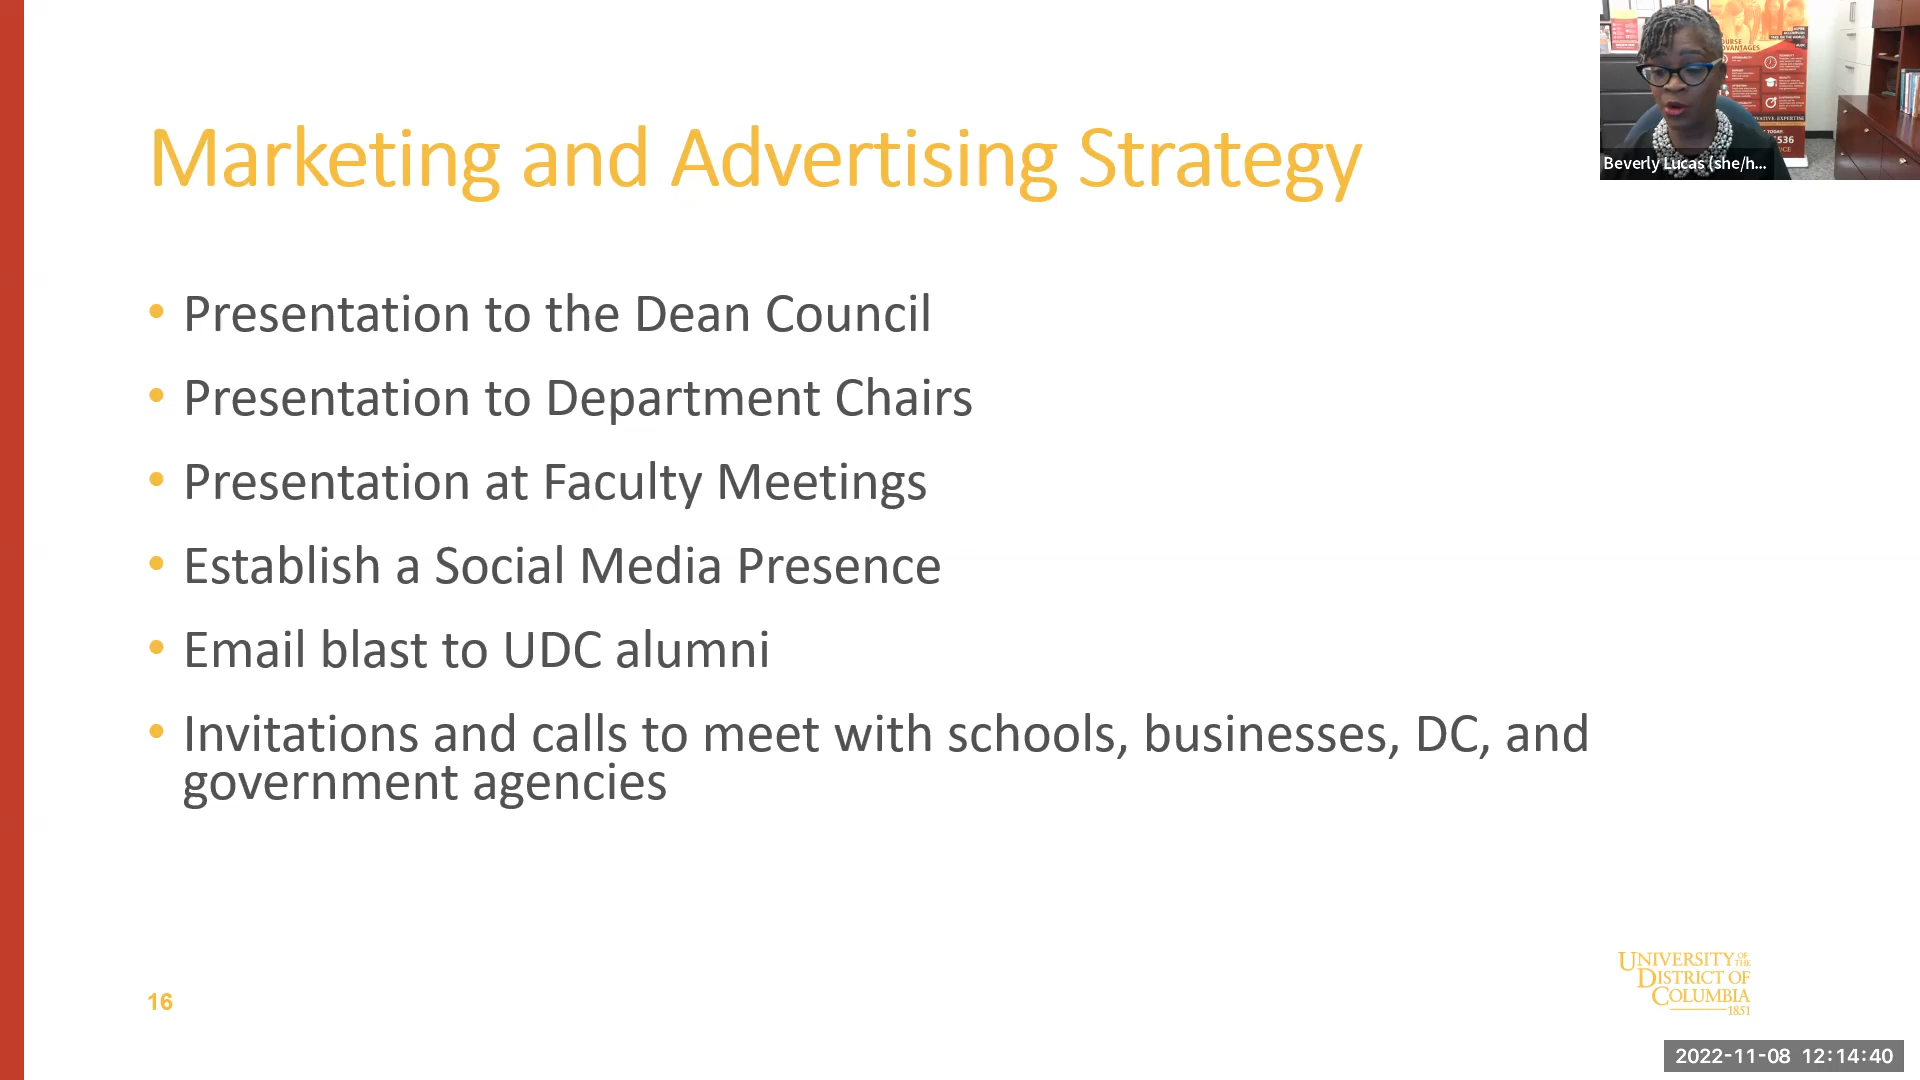 Marketing and Advertising Strategy
• Presentation to the Dean Council
• Presentation to Department Chairs
• Presentation at Faculty Meetings
• Establish a Social Media Presence
• Email blast to UDC alumni
• Invitations and calls to meet with schools, businesses, DC, and
government agencies
16
UNIVERSITY OF THE
DISTRICT OF
COLUMBIA
1851
Beverly Lucas (she/h...
2022-11-08 12:14:40